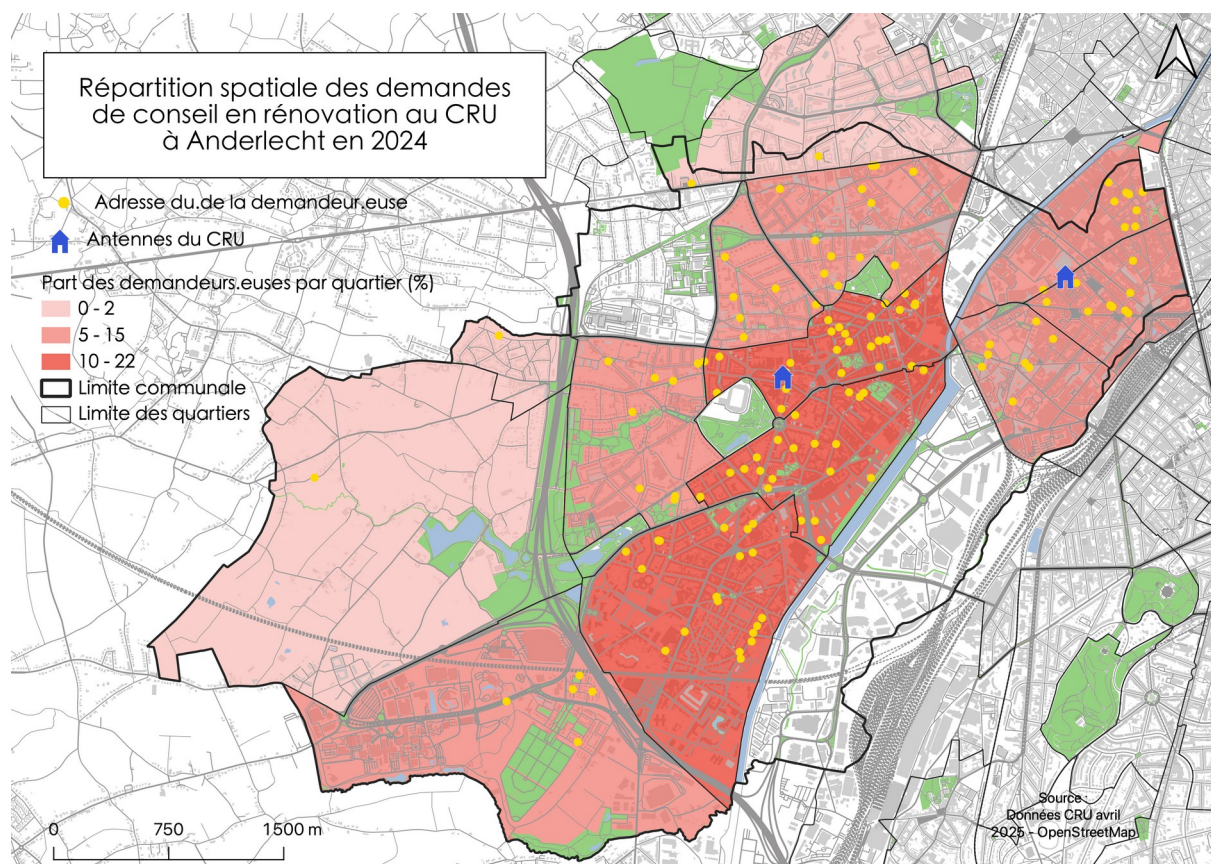 Répartition spatiale des demandes
de conseil en rénovation au CRU
à Anderlecht en 2024
Adresse du.de la demandeur.euse
Antennes du CRU
Part des demandeurs.euses par quartier (%)
0 - 2
5 - 15
10 - 22
Limite communale
Limite des quartiers
0 750 1500 m
Source :
Données CRU avril
2025 - OpenStreetMap